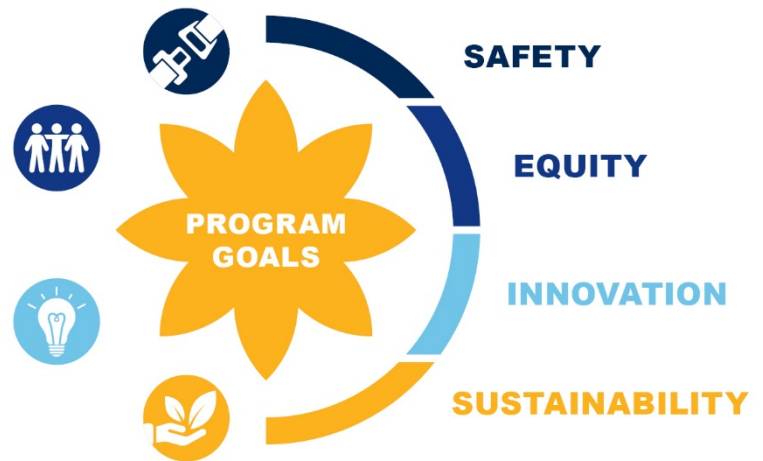 SAFETY
EQUITY
PROGRAM
GOALS
INNOVATION
SUSTAINABILITY